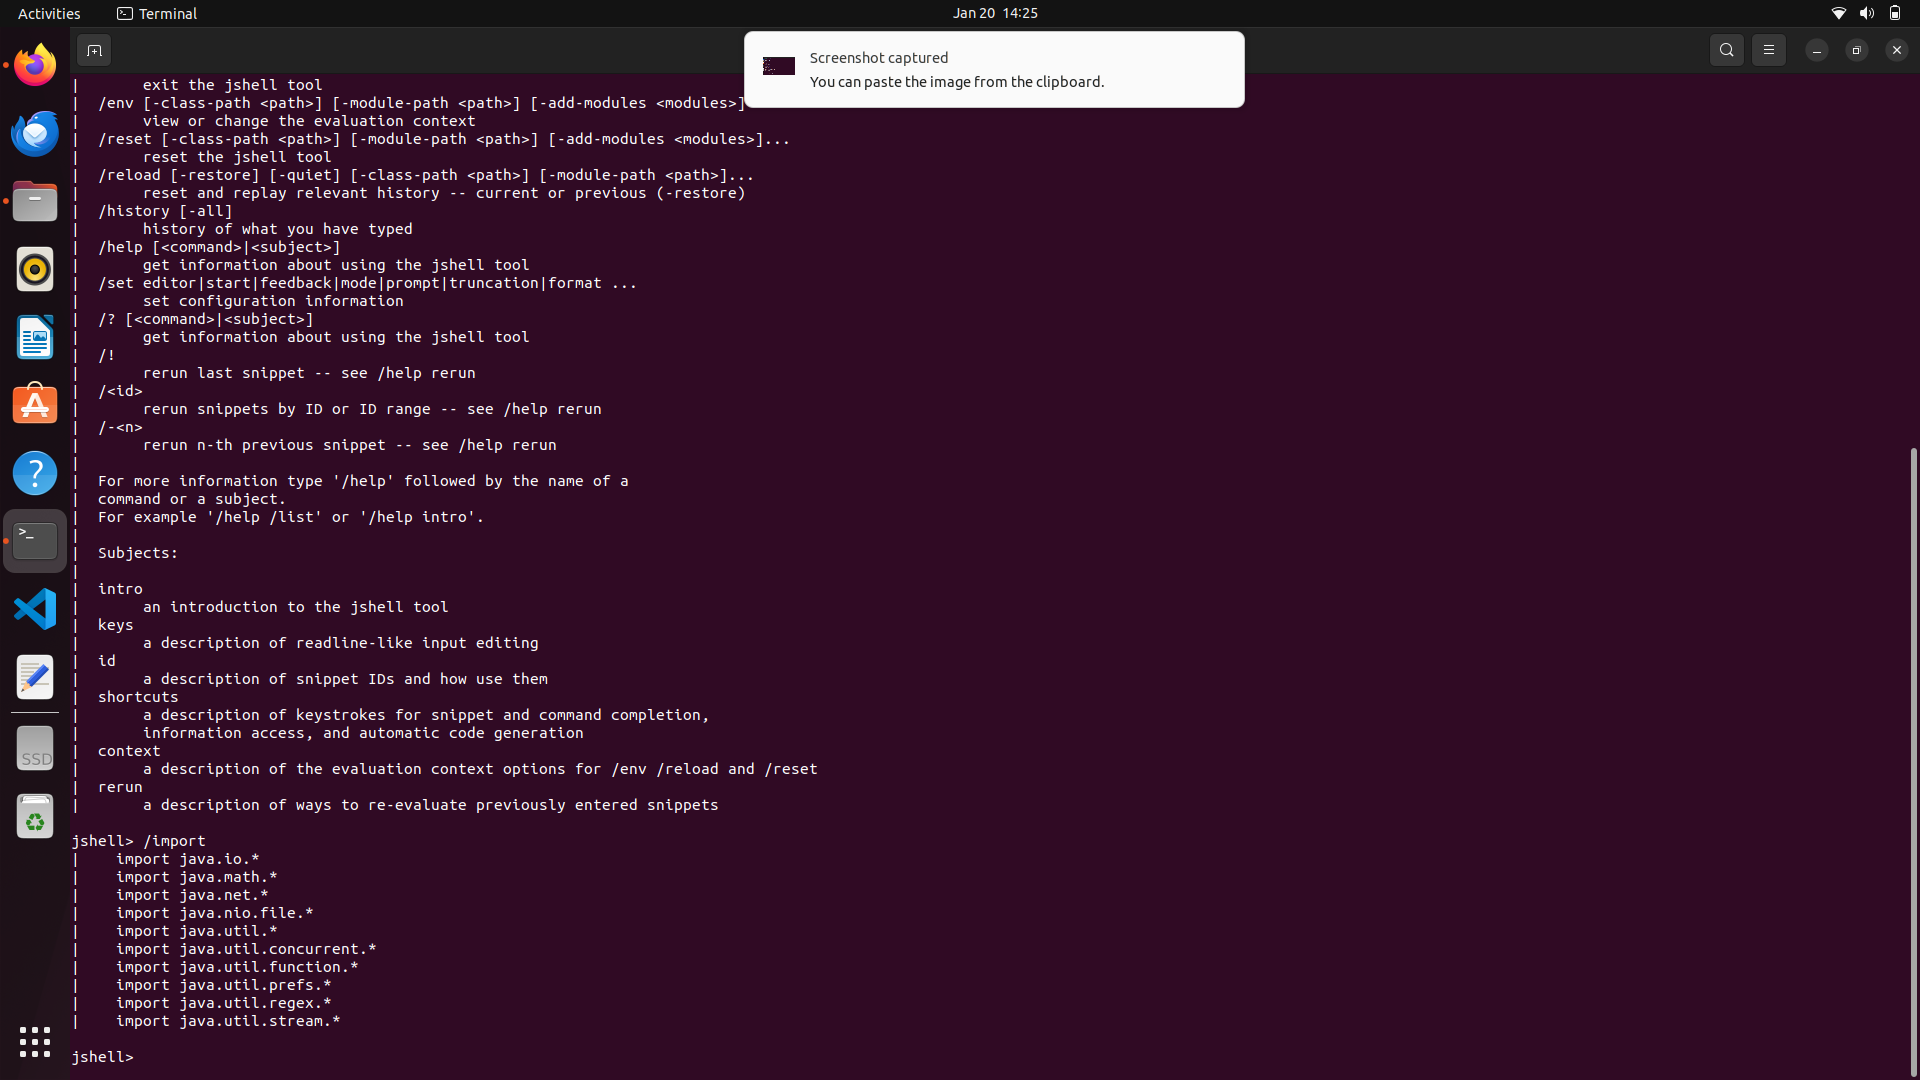 Activities
Terminal
Jan 20 14:25
Screenshot captured
You can paste the image from the clipboard.
|       exit the jshell tool
|  /env [-class-path <path>] [-module-path <path>] [-add-modules <modules>]
|       view or change the evaluation context
|  /reset [-class-path <path>] [-module-path <path>] [-add-modules <modules>]...
|       reset the jshell tool
|  /reload [-restore] [-quiet] [-class-path <path>] [-module-path <path>]...
|       reset and replay relevant history -- current or previous (-restore)
|  /history [-all]
|       history of what you have typed
|  /help [<command>|<subject>]
|       get information about using the jshell tool
|  /set editor|start|feedback|mode|prompt|truncation|format ...
|       set configuration information
|  /? [<command>|<subject>]
|       get information about using the jshell tool
|  /!
|       rerun last snippet -- see /help rerun
|  /<id>
|       rerun snippets by ID or ID range -- see /help rerun
|  /-<n>
|       rerun n-th previous snippet -- see /help rerun
|
|  For more information type '/help' followed by the name of a
|  command or a subject.
|  For example '/help /list' or '/help intro'.
|
|  Subjects:
|
|  intro
|       an introduction to the jshell tool
|  keys
|       a description of readline-like input editing
|  id
|       a description of snippet IDs and how use them
|  shortcuts
|       a description of keystrokes for snippet and command completion,
|       information access, and automatic code generation
|  context
|       a description of the evaluation context options for /env /reload and /reset
|  rerun
|       a description of ways to re-evaluate previously entered snippets

jshell> /import
|    import java.io.*
|    import java.math.*
|    import java.net.*
|    import java.nio.file.*
|    import java.util.*
|    import java.util.concurrent.*
|    import java.util.function.*
|    import java.util.prefs.*
|    import java.util.regex.*
|    import java.util.stream.*

jshell>
SSD